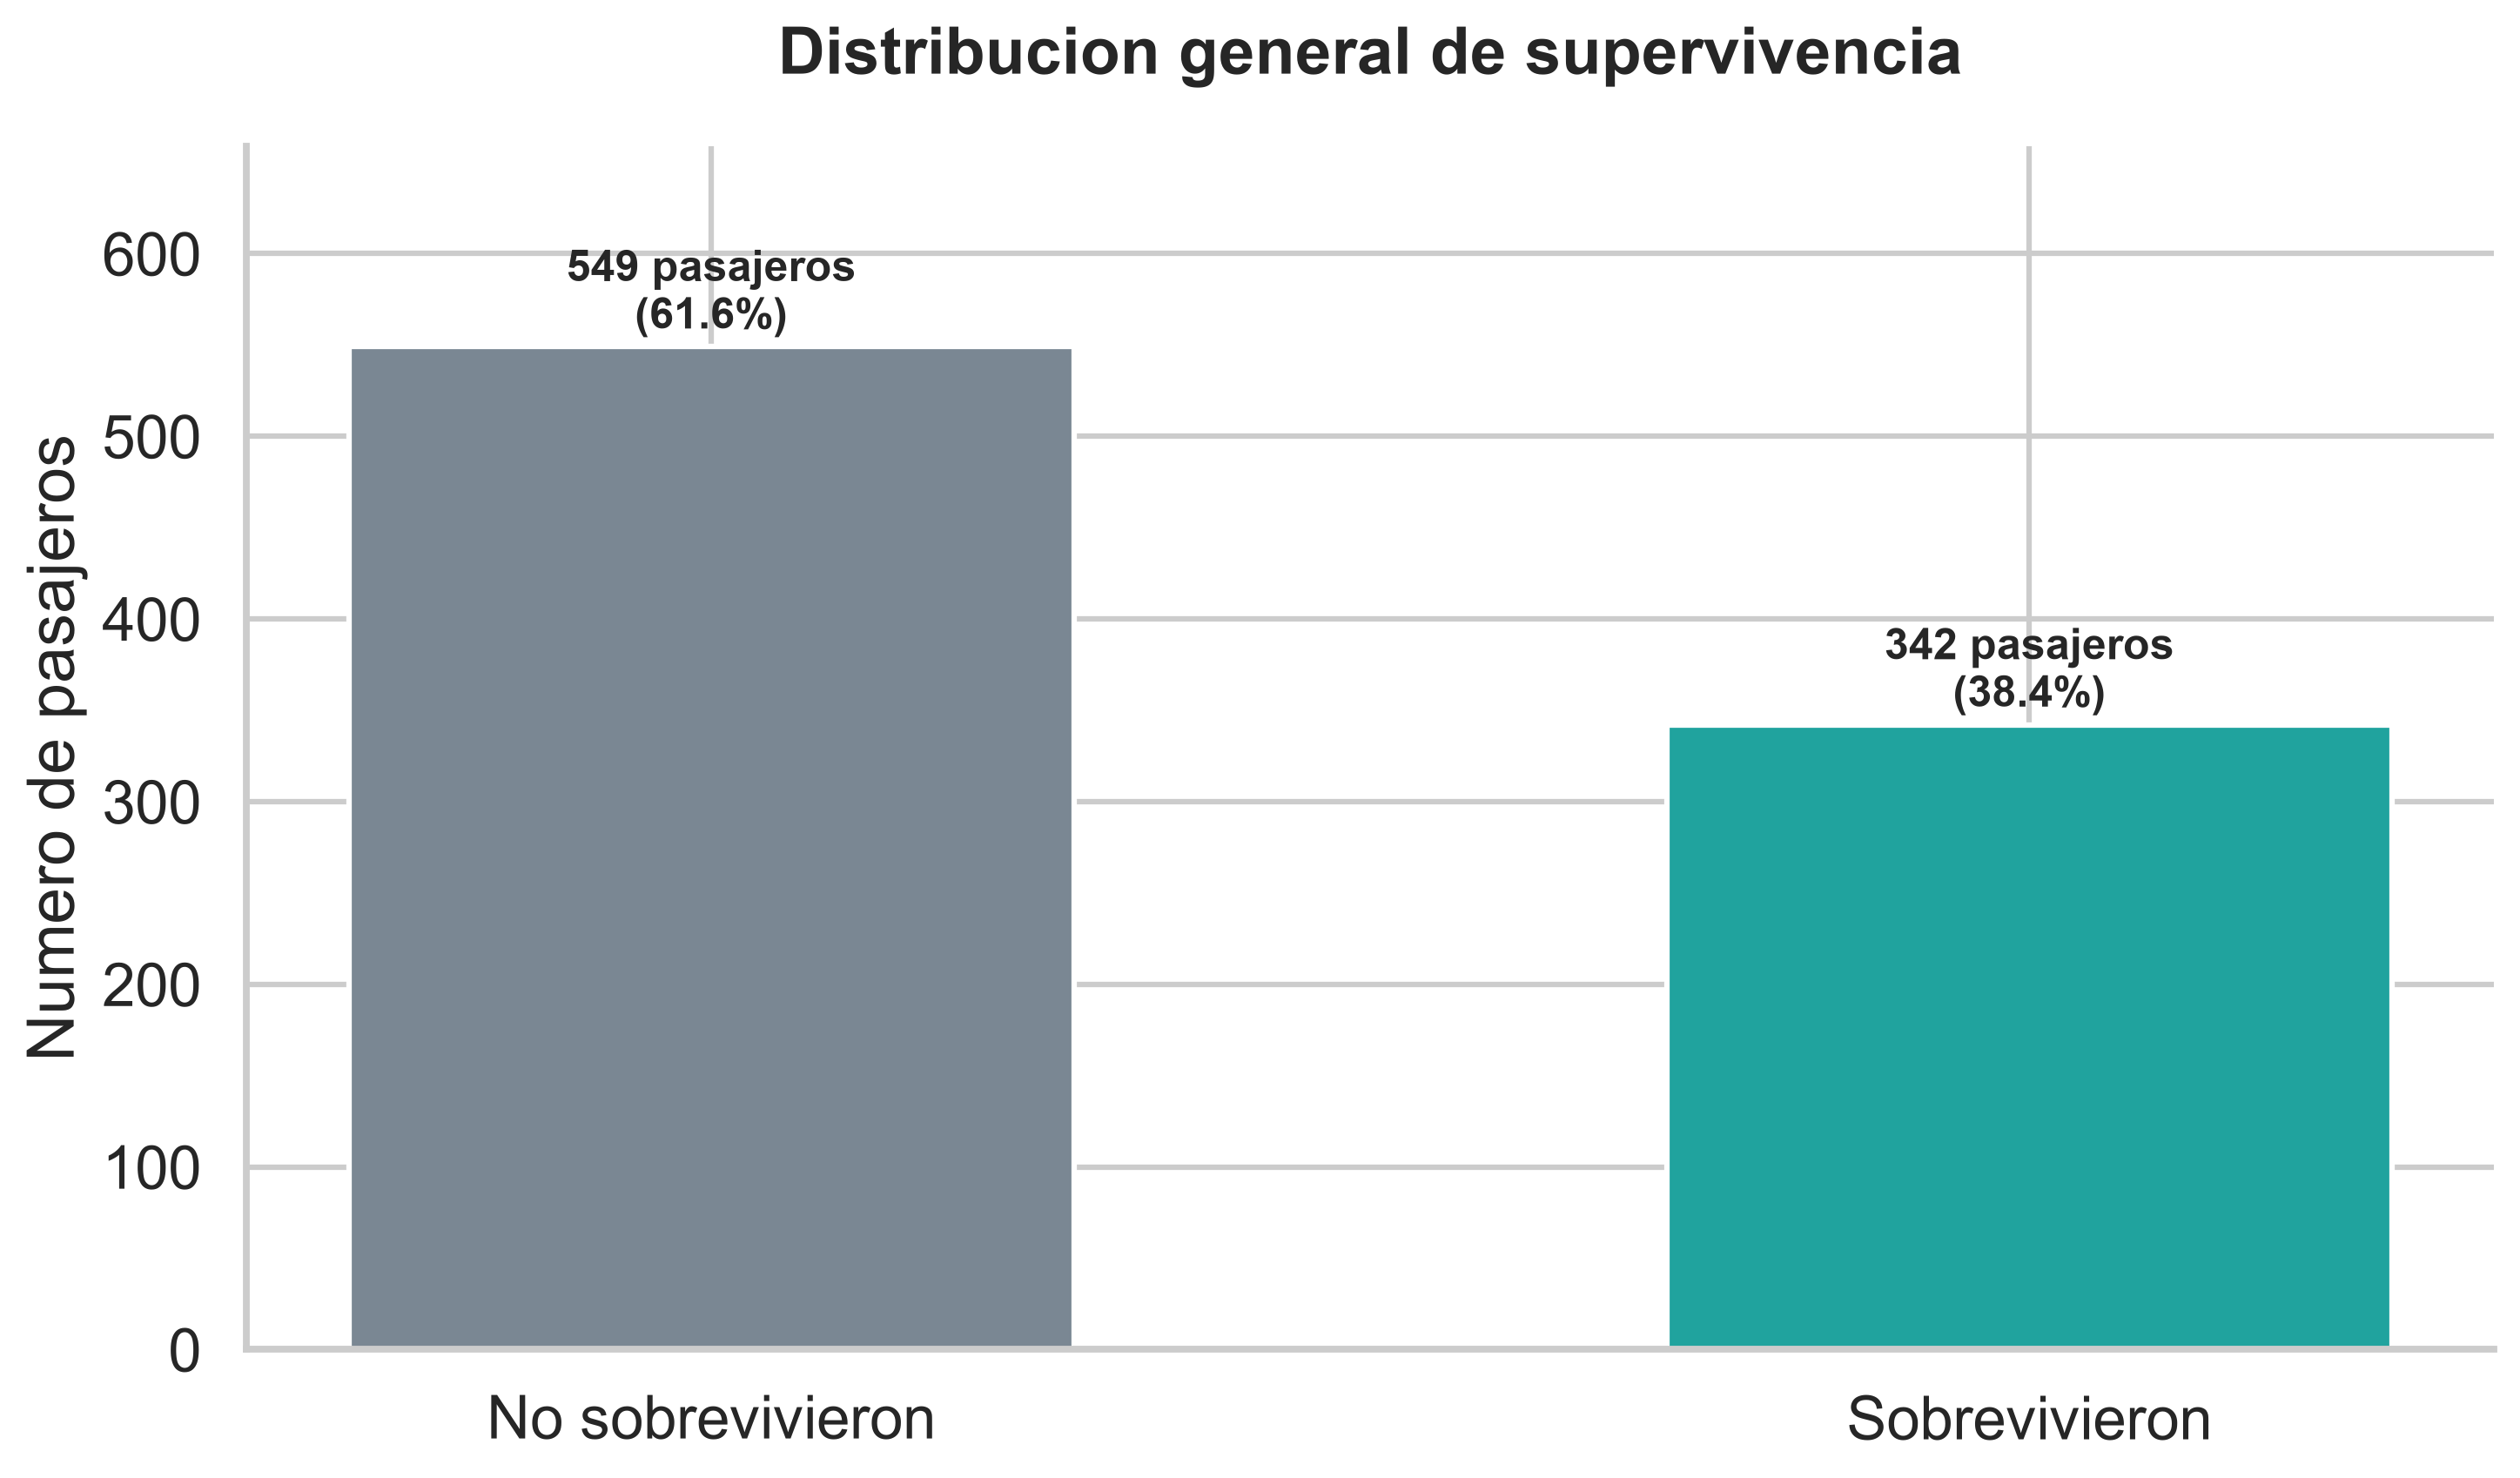 Distribucion general de supervivencia
Numero de pasajeros
600
500
400
300
200
100
0
549 pasajeros
(61.6%)
342 pasajeros
(38.4%)
No sobrevivieron
Sobrevivieron